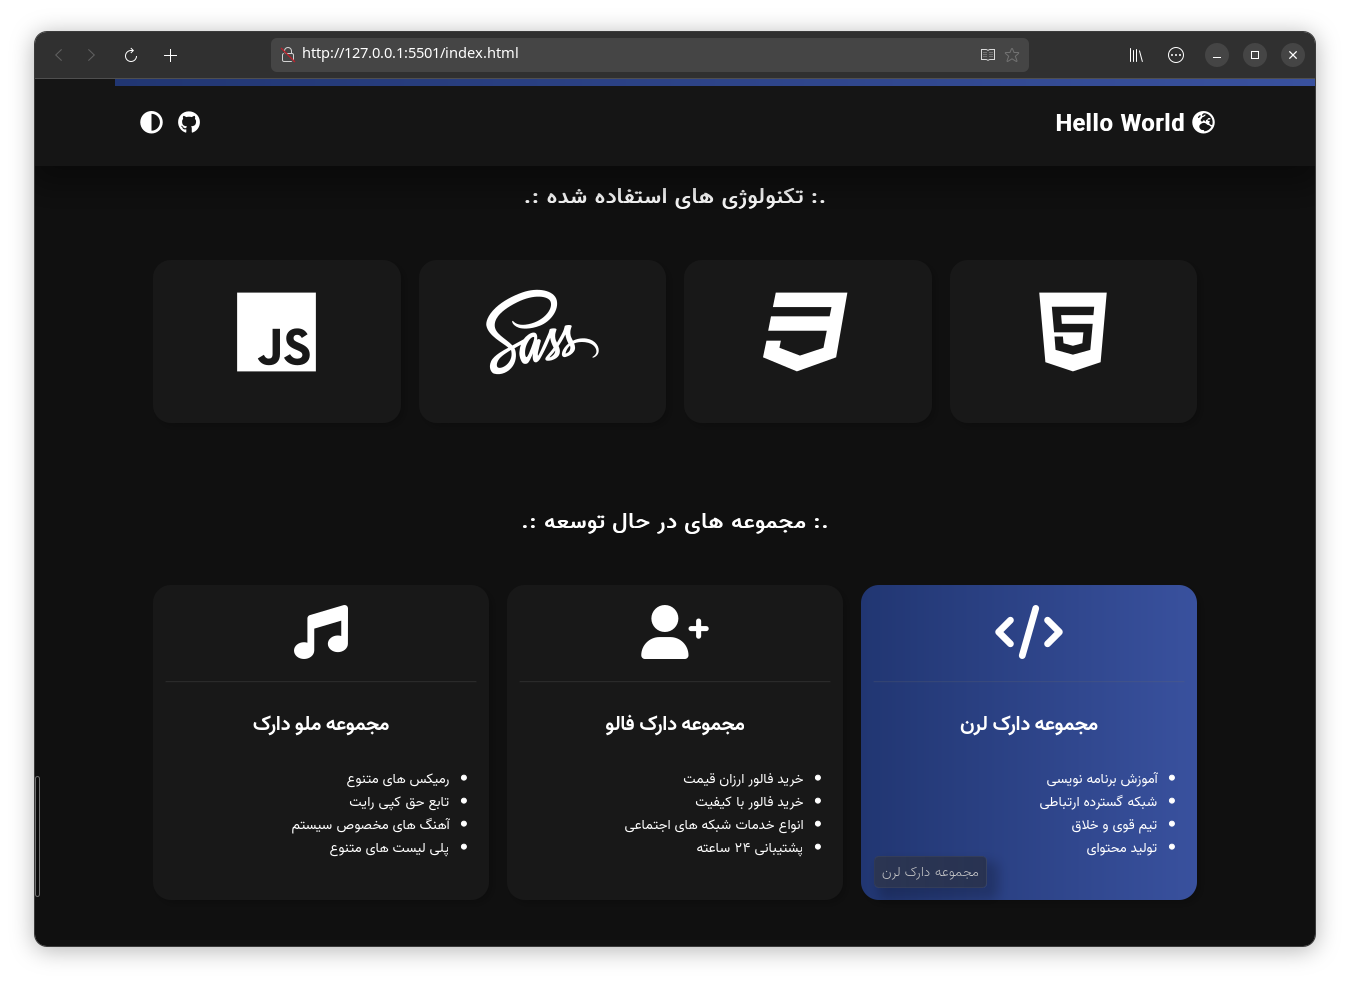 http://127.0.0.1:5501/index.html
Hello World
.: تکنولوژی های استفاده شده :.
JS
Sass
5
.: مجموعه های در حال توسعه :.
مجموعه دارک لرن
آموزش برنامه نویسی
شبکه گسترده ارتباطی
تیم قوی و خلاق
تولید محتوای
مجموعه دارک لرن
مجموعه دارک فالو
خرید فالور ارزان قیمت
خرید فالور با کیفیت
انواع خدمات شبکه های اجتماعی
پشتیبانی ۲۴ ساعته
مجموعه ملو دارک
رمیکس های متنوع
تابع حق کپی رایت
آهنگ های مخصوص سیستم
پلی لیست های متنوع